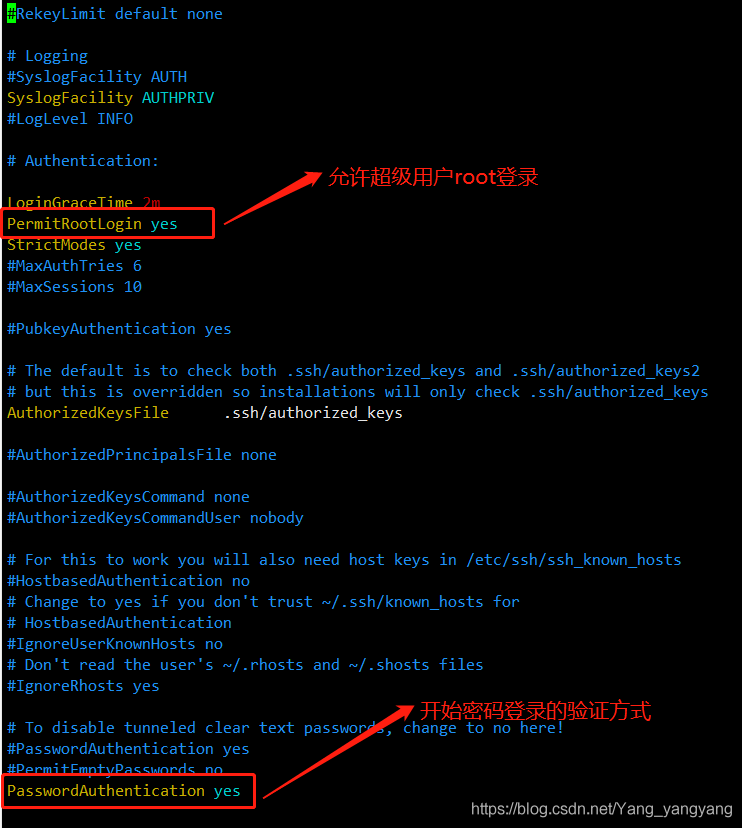 #RekeyLimit default none
# Logging
#SyslogFacility AUTH
SyslogFacility AUTHPRIV
#LogLevel INFO
# Authentication:
允许超级用户root登录
LoginGraceTime 2m
PermitRootLogin yes
StrictModes yes
#MaxAuthTries 6
#MaxSessions 10
#PubkeyAuthentication yes
# The default is to check both .ssh/authorized_keys and .ssh/authorized_keys2
# but this is overridden so installations will only check .ssh/authorized_keys
AuthorizedKeysFile .ssh/authorized_keys
#AuthorizedPrincipalsFile none
#AuthorizedKeysCommand none
#AuthorizedKeysCommandUser nobody
# For this to work you will also need host keys in /etc/ssh/ssh_known_hosts
#HostbasedAuthentication no
# Change to yes if you don't trust ~/.ssh/known_hosts for
# HostbasedAuthentication
#IgnoreUserKnownHosts no
# Don't read the user's ~/.rhosts and ~/.shosts files
#IgnoreRhosts yes
开始密码登录的验证方式
# To disable tunneled clear text passwords, change to no here!
#PasswordAuthentication yes
#PermitEmptyPasswords no
PasswordAuthentication yes
https://blog.csdn.net/Yang_yangyang